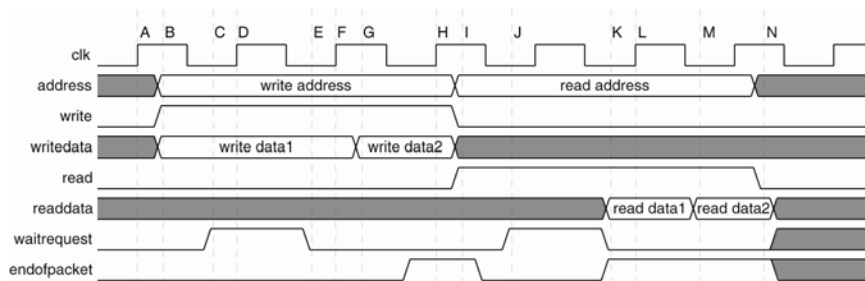 A B C D E F G H I J K L M N
clk
address write address read address
write
writedata write data1 write data2
read
readdata read data1 read data2
waitrequest
endofpacket